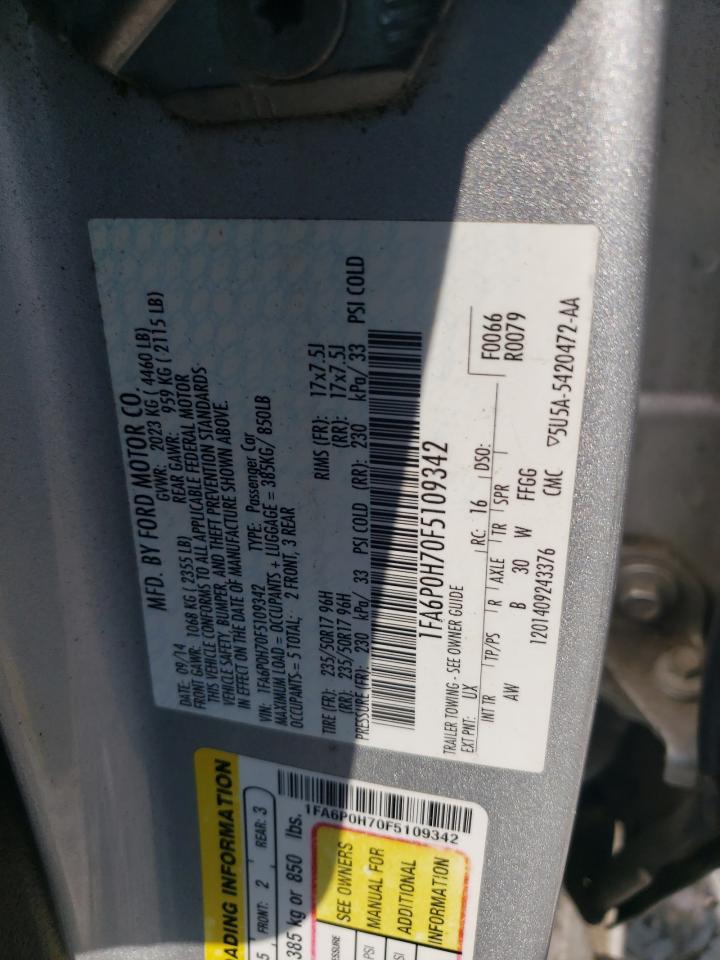 MFD. BY FORD MOTOR CO.
DATE: 09/14 GVWR: 2023 KG ( 4460 LB)
FRONT GAWR: 1068 KG ( 2355 LB) REAR GAWR: 959 KG ( 2115 LB)
THIS VEHICLE CONFORMS TO ALL APPLICABLE FEDERAL MOTOR
VEHICLE SAFETY, BUMPER, AND THEFT PREVENTION STANDARDS
IN EFFECT ON THE DATE OF MANUFACTURE SHOWN ABOVE.
VIN: 1FA6P0H70F5109342 TYPE: Passenger Car
MAXIMUM LOAD = OCCUPANTS + LUGGAGE = 385KG/ 850LB
OCCUPANTS = 5 TOTAL: 2 FRONT, 3 REAR
TIRE (FR): 235/50R17 96H RIMS (FR): 17x7.5J
(RR): 235/50R17 96H (RR): 17x7.5J
PRESSURE (FR): 230 kPa/ 33 PSI COLD (RR): 230 kPa/ 33 PSI COLD
1FA6P0H70F5109342
TRAILER TOWING - SEE OWNER GUIDE
F0066
EXT PNT: UX RC: 16 DSO: R0079
INT TR TP/PS R AXLE TR SPR
AW B 30 W FFGG
1201409243376 CMC ▽5U5A-5420472-AA
ADING INFORMATION
5 FRONT: 2 REAR: 3
385 kg or 850 lbs.
1FA6P0H70F5109342
ESSURE SEE OWNERS
PSI MANUAL FOR
PSI ADDITIONAL
INFORMATION